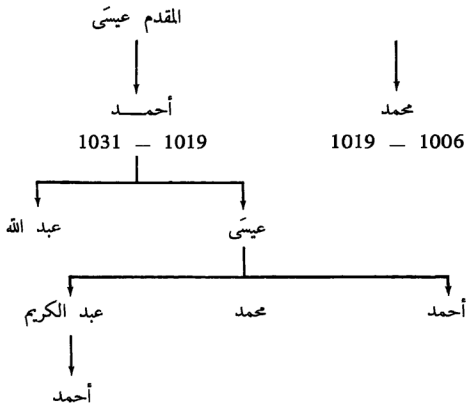 المقدم عيسَى
محمد أحمـــد
1006 — 1019 1019 — 1031
عيسَى عبد الله
أحمد محمد عبد الكريم
أحمد